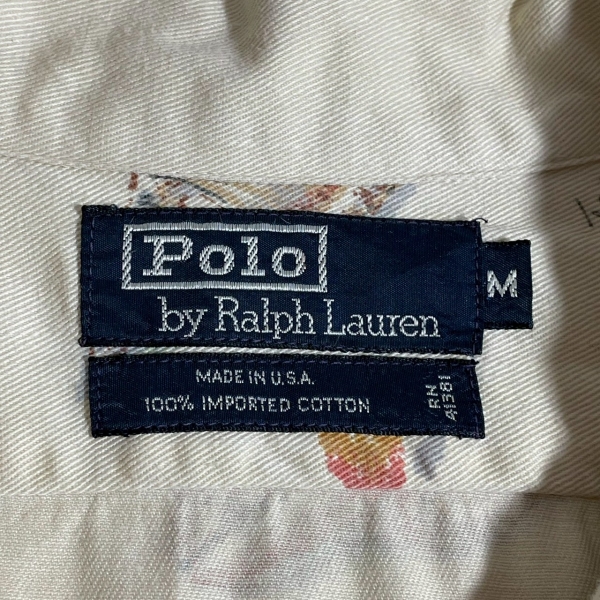 Polo
by Ralph Lauren
M
MADE IN U.S.A.
100% IMPORTED COTTON
RN
41381